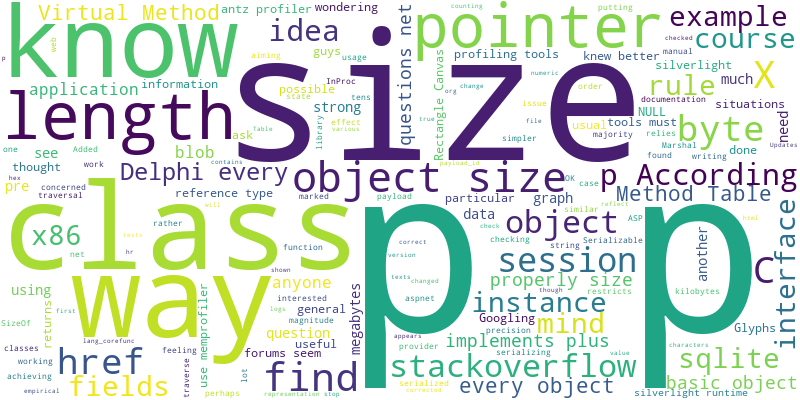 Virtual Method antz profiler wondering
know idea guys pointer example
course
counting putting
checked manual
web aiming usage InProc
profiling tools knew better
application information possible state tens
silverlight much X
length size questions net
Rectangle Canvas
rule
NULL documentation Updates
situations
p one see order numeric org change
strong library effect various
Issue usual majority
tools must
byte need
hex Added work ask Table true
simpler file relies Marshal found writing
thought blob Delphi every object size
payload_id
OK case done
p According
pre concerned traversal reference type
particular graph
Method Table
contains marked payload rather
data
similar reflect ASP
class p p
x86 net will tests hr function
object
correct version
check checking string Serializable
href another C interface
session
texts changed aspnet
though restricts kilobytes
using SizeOf
way shown interested logs
anyone general magnitude
megabytes
properly size
Googling precision
instance mind
Glyphs
returns first classes lang_corefunc appears
working feeling
question useful
implements plus serializing value
sqlite
href find
fields achieving empirical
traverse use memprofiler lot perhaps
forums seem
representation stop
provider serialized corrected
stackoverflow
every object
characters
basic object
silverlight runtime